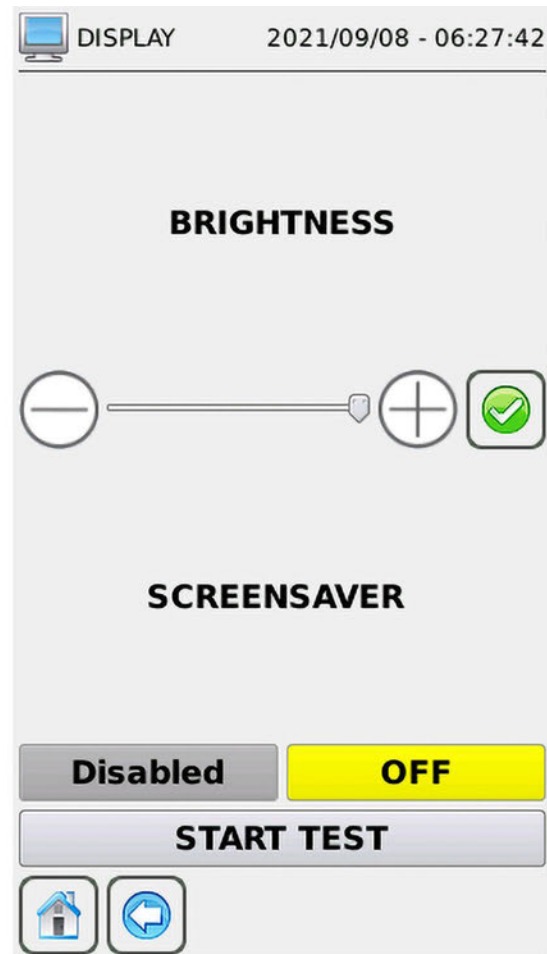 DISPLAY 2021/09/08 - 06:27:42
BRIGHTNESS
SCREENSAVER
Disabled OFF
START TEST